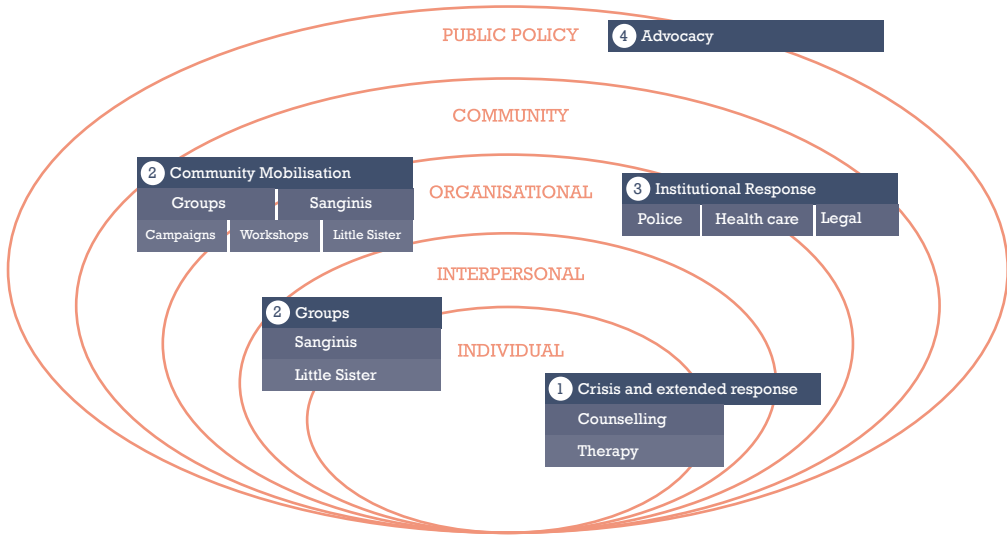 PUBLIC POLICY
4 Advocacy
COMMUNITY
2 Community Mobilisation
Groups Sanginis
Campaigns Workshops Little Sister
ORGANISATIONAL
3 Institutional Response
Police Health care Legal
INTERPERSONAL
2 Groups
Sanginis
Little Sister
INDIVIDUAL
1 Crisis and extended response
Counselling
Therapy